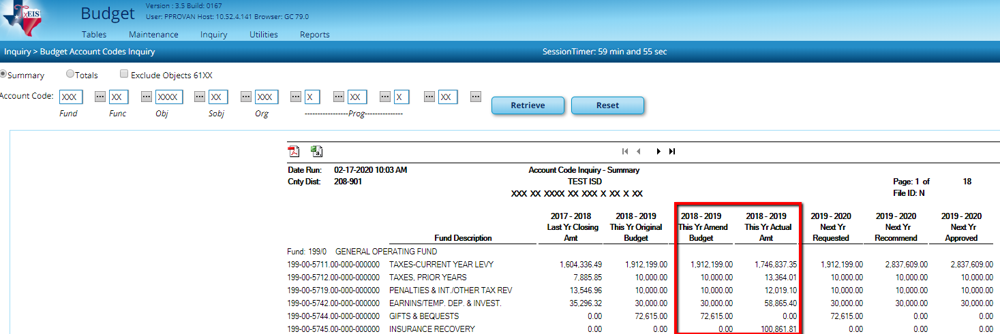 TxEIS
Budget
Version : 3.5 Build: 0167
User: PPROVAN Host: 10.52.4.141 Browser: GC 79.0
Tables Maintenance Inquiry Utilities Reports
Inquiry > Budget Account Codes Inquiry SessionTimer: 59 min and 55 sec
Summary Totals Exclude Objects 61XX
Account Code: XXX ... XX ... XXXX ... XX ... XXX ... X ... XX ... X ... XX ... Retrieve Reset
Fund Func Obj Sobj Org -----------------Prog---------------
Date Run: 02-17-2020 10:03 AM Account Code Inquiry - Summary
Cnty Dist: 208-901 TEST ISD Page: 1 of 18
XXX XX XXXX XX XXX X XX X XX File ID: N
2017 - 2018 2018 - 2019 2018 - 2019 2018 - 2019 2019 - 2020 2019 - 2020 2019 - 2020
Last Yr Closing This Yr Original This Yr Amend This Yr Actual Next Yr Next Yr Next Yr
Fund Description Amt Budget Budget Amt Requested Recommend Approved
Fund: 199/0 GENERAL OPERATING FUND
199-00-5711.00-000-000000 TAXES-CURRENT YEAR LEVY 1,604,336.49 1,912,199.00 1,912,199.00 1,746,837.35 1,912,199.00 2,837,609.00 2,837,609.00
199-00-5712.00-000-000000 TAXES, PRIOR YEARS 7,885.85 10,000.00 10,000.00 13,364.01 10,000.00 10,000.00 10,000.00
199-00-5719.00-000-000000 PENALTIES & INT./OTHER TAX REV 13,546.96 10,000.00 10,000.00 12,019.10 10,000.00 10,000.00 10,000.00
199-00-5742.00-000-000000 EARNINS/TEMP. DEP. & INVEST. 35,296.32 30,000.00 30,000.00 58,865.40 30,000.00 30,000.00 30,000.00
199-00-5744.00-000-000000 GIFTS & BEQUESTS 0.00 72,615.00 72,615.00 0.00 72,615.00 0.00 0.00
199-00-5745.00-000-000000 INSURANCE RECOVERY 0.00 0.00 0.00 100,861.81 0.00 0.00 0.00